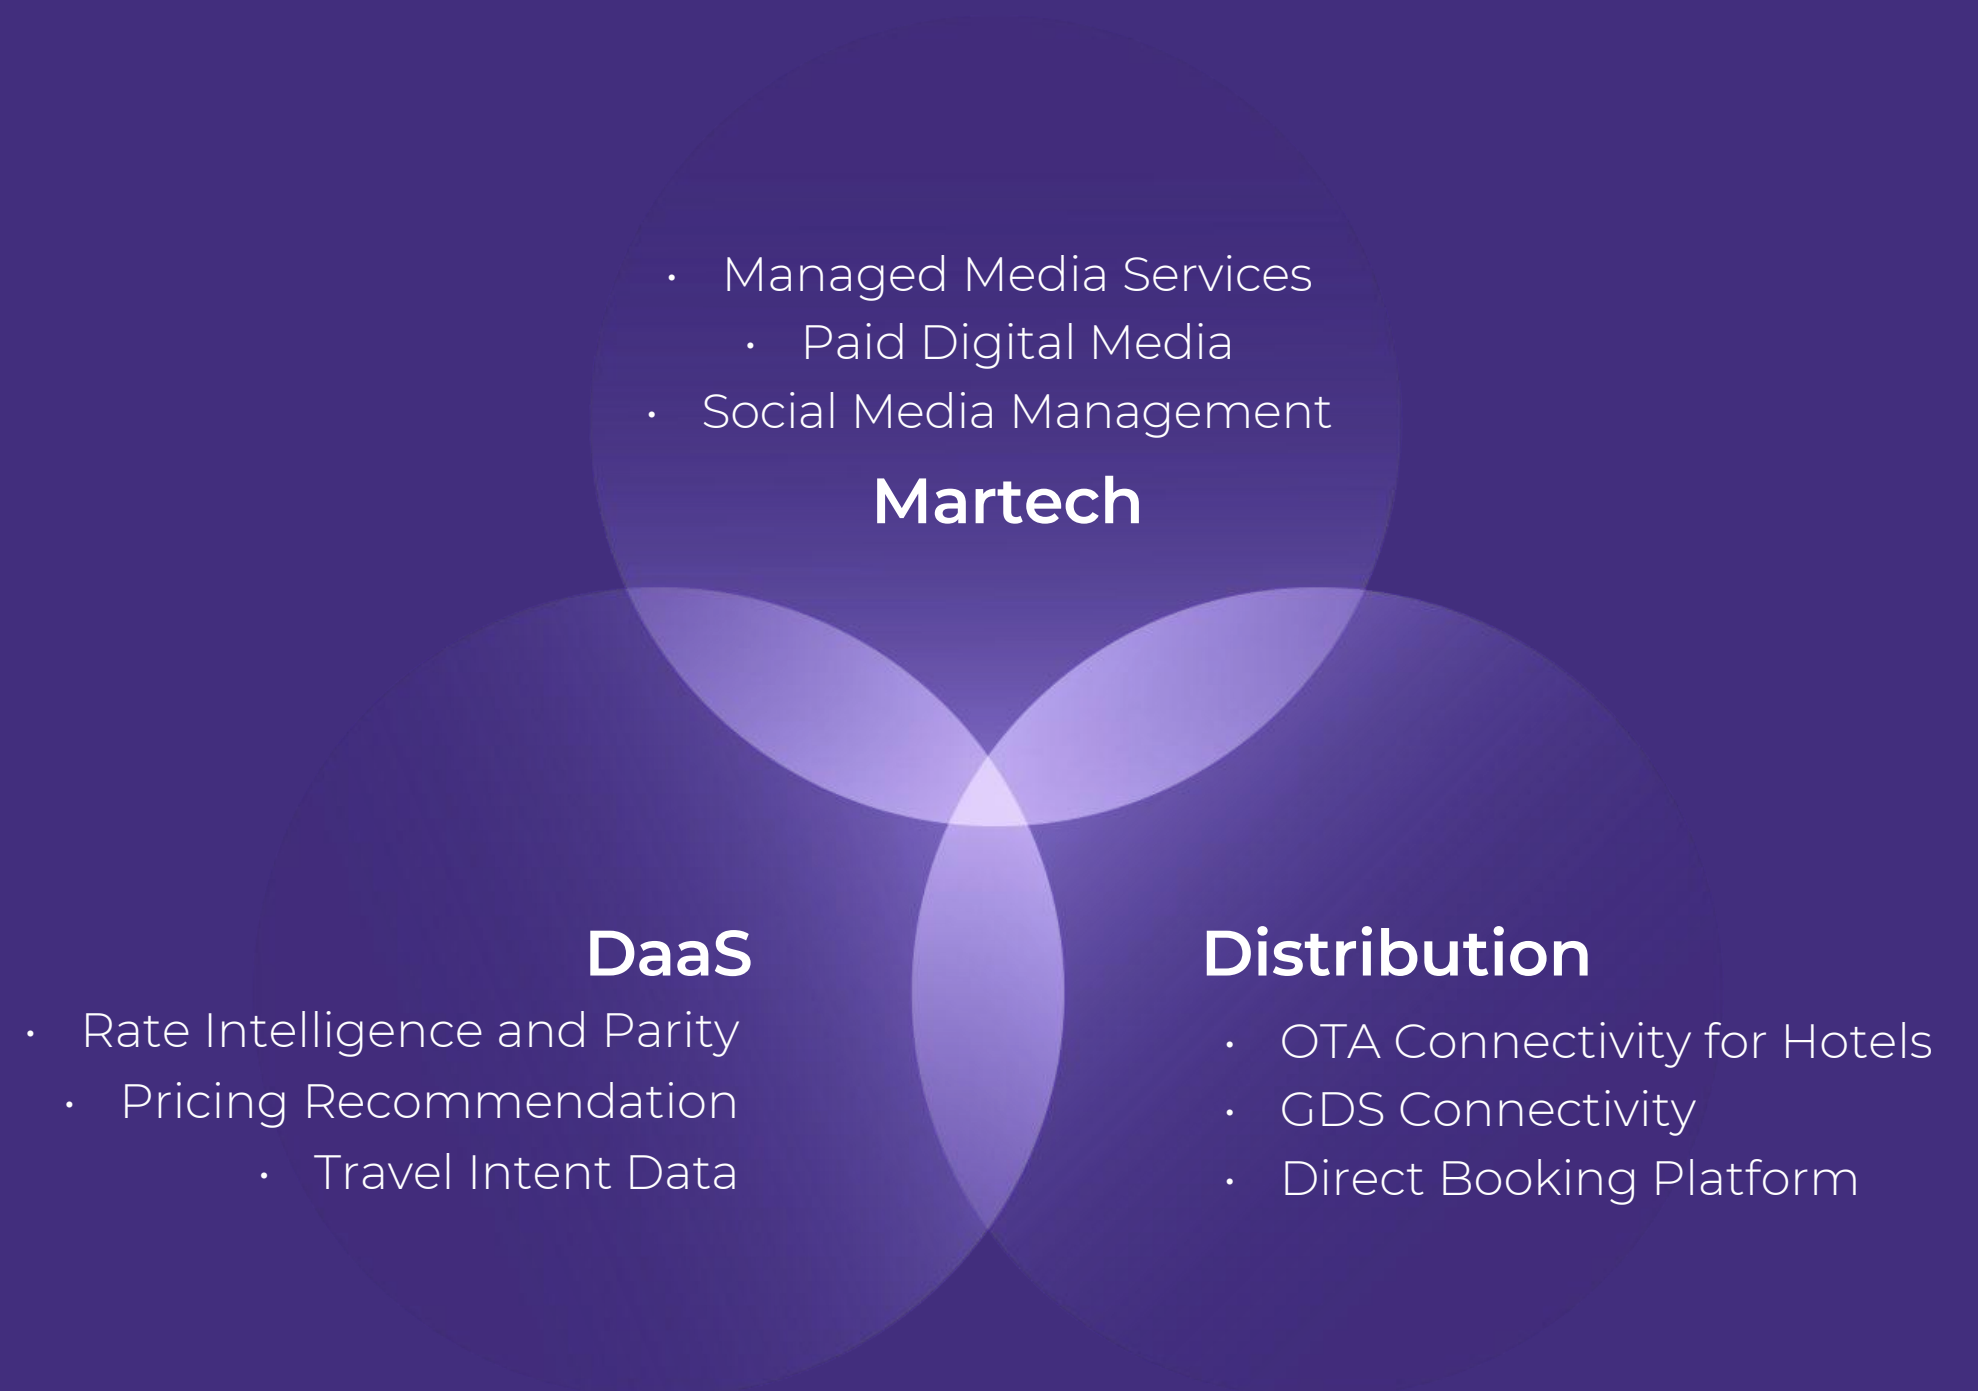 • Managed Media Services
• Paid Digital Media
• Social Media Management
Martech
DaaS
• Rate Intelligence and Parity
• Pricing Recommendation
• Travel Intent Data
Distribution
• OTA Connectivity for Hotels
• GDS Connectivity
• Direct Booking Platform